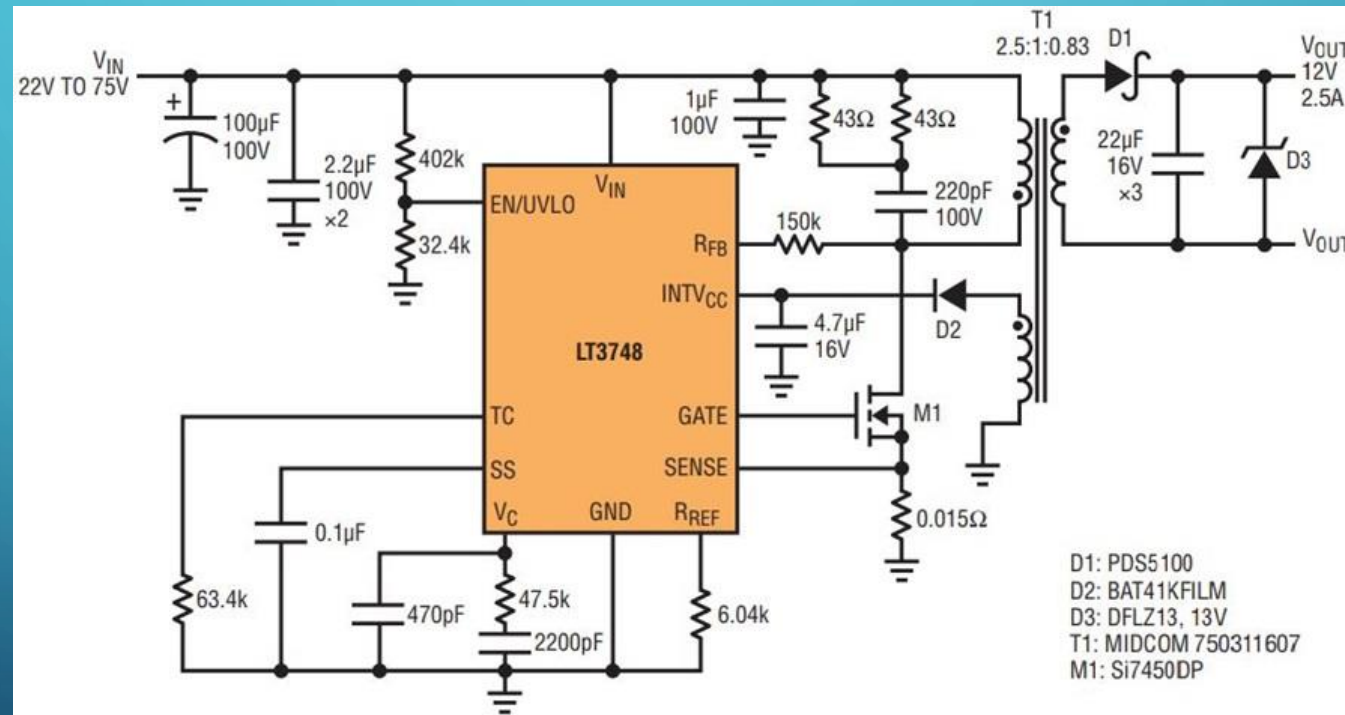 T1
2.5:1:0.83
D1
VIN
22V TO 75V
VOUT
12V
2.5A
100µF
100V
2.2µF
100V
×2
402k
32.4k
1µF
100V
43Ω
43Ω
220pF
100V
22µF
16V
×3
D3
VOUT
VIN
EN/UVLO
RFB
150k
INTVCC
D2
4.7µF
16V
LT3748
TC
GATE
M1
SS
SENSE
VC
GND
RREF
0.015Ω
0.1µF
63.4k
470pF
47.5k
2200pF
6.04k
D1: PDS5100
D2: BAT41KFILM
D3: DFLZ13, 13V
T1: MIDCOM 750311607
M1: Si7450DP